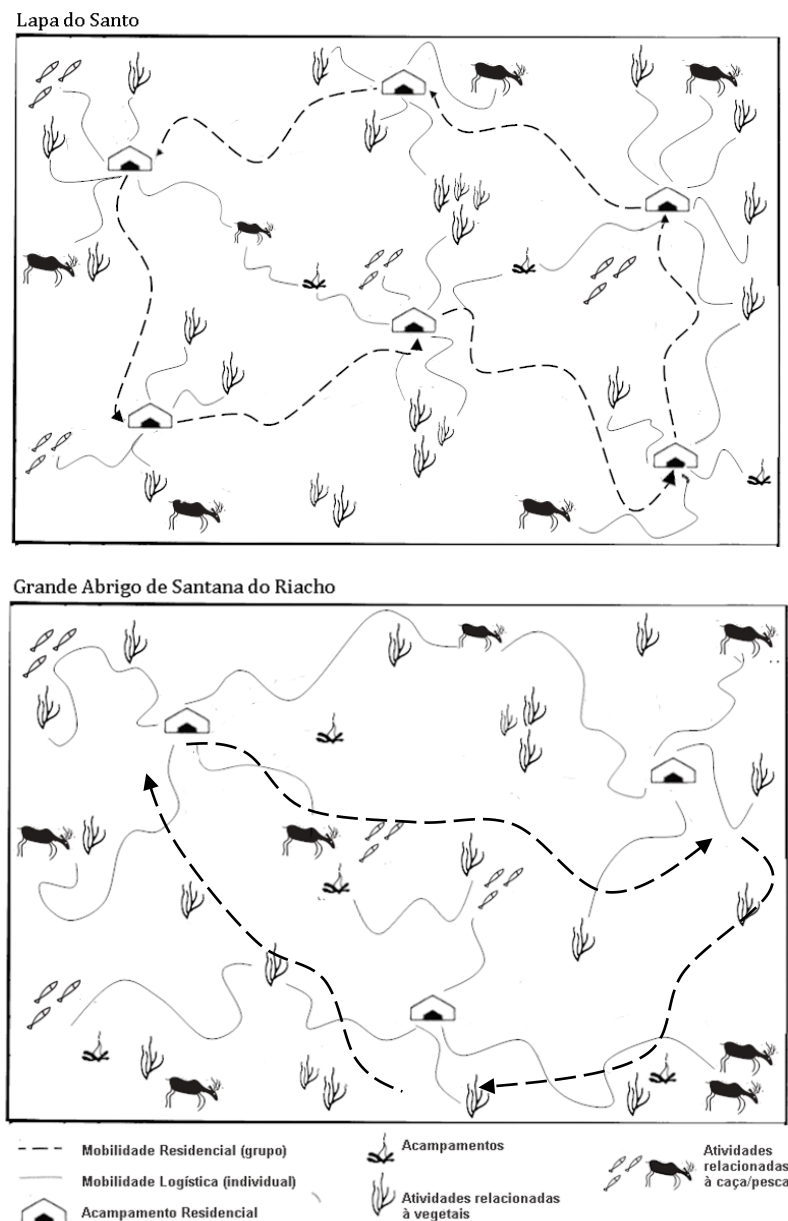 Lapa do Santo
Grande Abrigo de Santana do Riacho
Mobilidade Residencial (grupo)
Mobilidade Logística (individual)
Acampamento Residencial
Acampamentos
Atividades relacionadas
à vegetais
Atividades
relacionadas
à caça/pesca